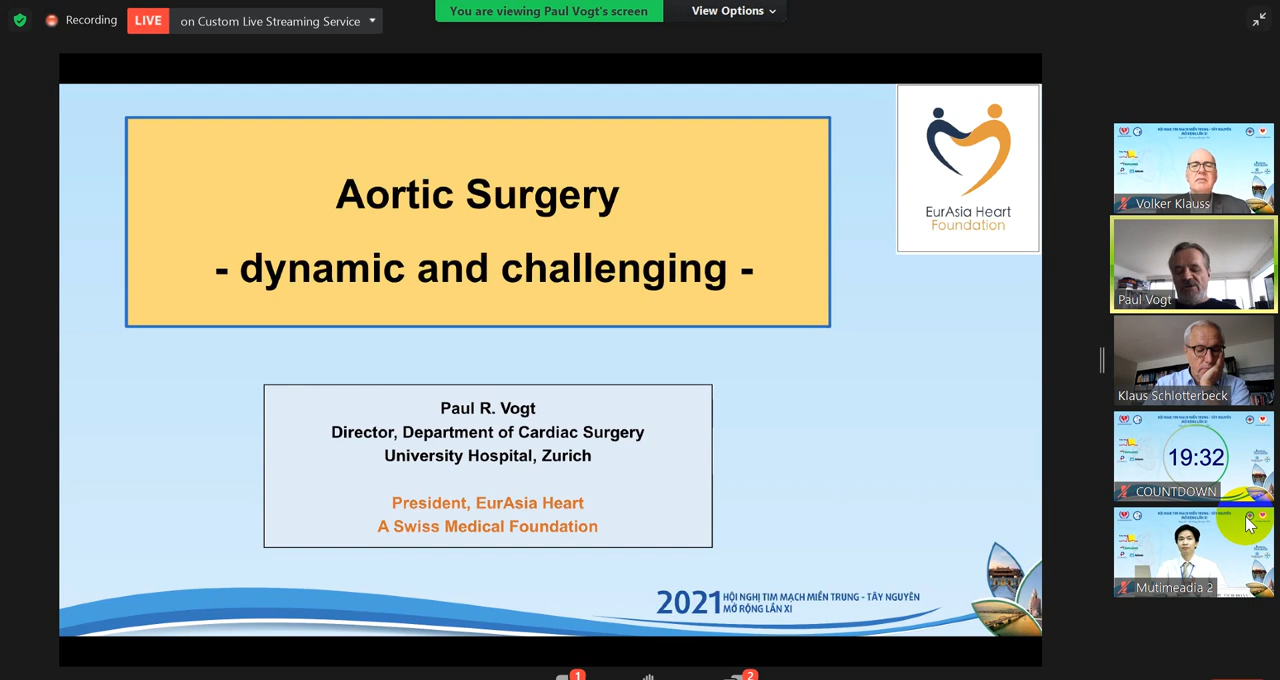 Recording
LIVE
on Custom Live Streaming Service
You are viewing Paul Vogt's screen
View Options
Aortic Surgery
- dynamic and challenging -
EurAsia Heart
Foundation
Paul R. Vogt
Director, Department of Cardiac Surgery
University Hospital, Zurich
President, EurAsia Heart
A Swiss Medical Foundation
2021 HỘI NGHỊ TIM MẠCH MIỀN TRUNG - TÂY NGUYÊN
MỞ RỘNG LẦN XI
Volker Klauss
Paul Vogt
Klaus Schlotterbeck
19:32
COUNTDOWN
Mutimeadia 2
1
2